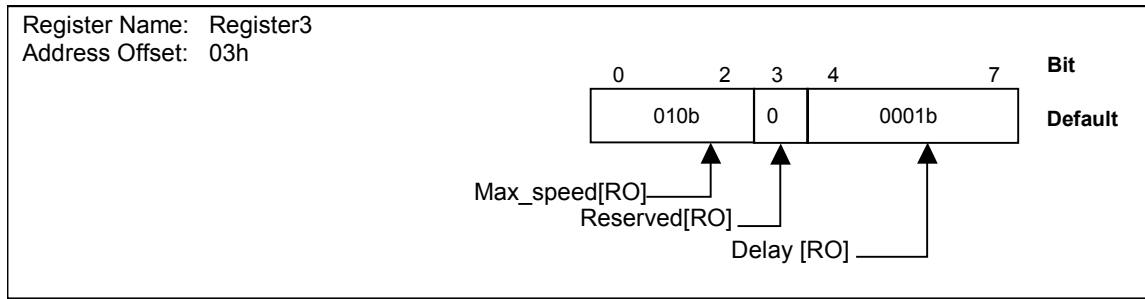 Register Name: Register3
Address Offset: 03h
0 2 3 4 7 Bit
010b 0 0001b Default
Max_speed[RO]
Reserved[RO]
Delay [RO]